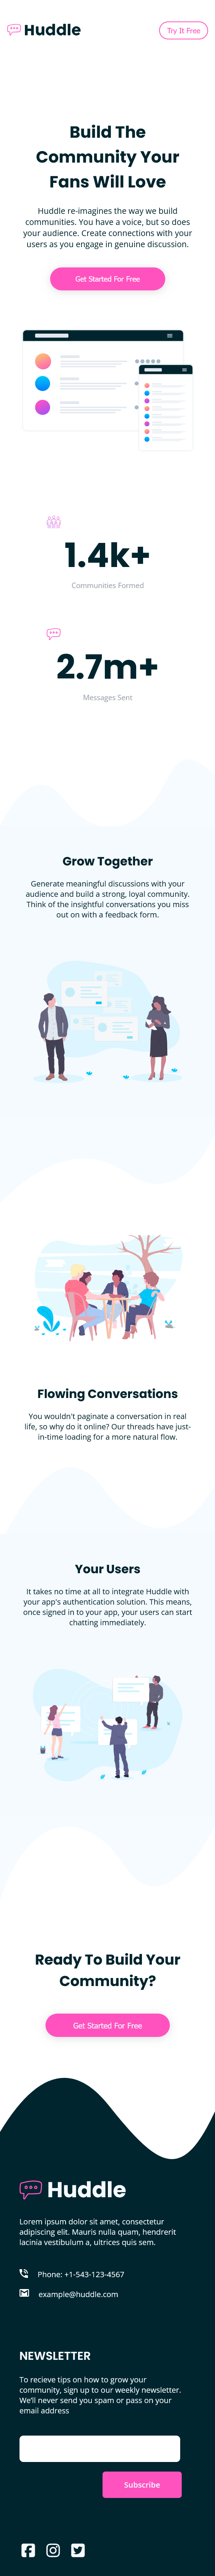 Huddle
Try It Free
Build The
Community Your
Fans Will Love
Huddle re-imagines the way we build
communities. You have a voice, but so does
your audience. Create connections with your
users as you engage in genuine discussion.
Get Started For Free
1.4k+
Communities Formed
2.7m+
Messages Sent
Grow Together
Generate meaningful discussions with your
audience and build a strong, loyal community.
Think of the insightful conversations you miss
out on with a feedback form.
Flowing Conversations
You wouldn't paginate a conversation in real
life, so why do it online? Our threads have just-
in-time loading for a more natural flow.
Your Users
It takes no time at all to integrate Huddle with
your app's authentication solution. This means,
once signed in to your app, your users can start
chatting immediately.
Ready To Build Your
Community?
Get Started For Free
Huddle
Lorem ipsum dolor sit amet, consectetur
adipiscing elit. Mauris nulla quam, hendrerit
lacinia vestibulum a, ultrices quis sem.
Phone: +1-543-123-4567
example@huddle.com
NEWSLETTER
To recieve tips on how to grow your
community, sign up to our weekly newsletter.
We'll never send you spam or pass on your
email address
Subscribe